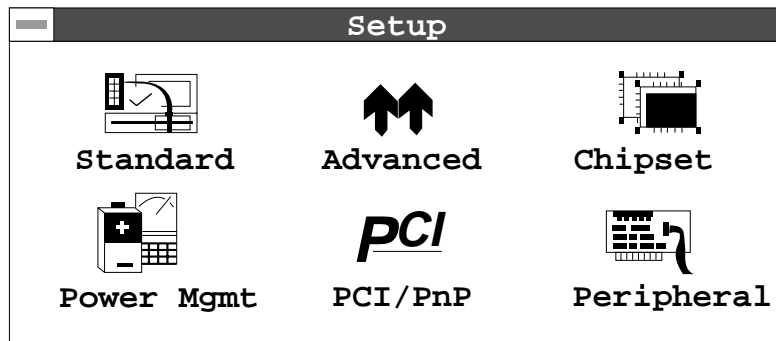 Setup
Standard Advanced Chipset
PCI
Power Mgmt PCI/PnP Peripheral